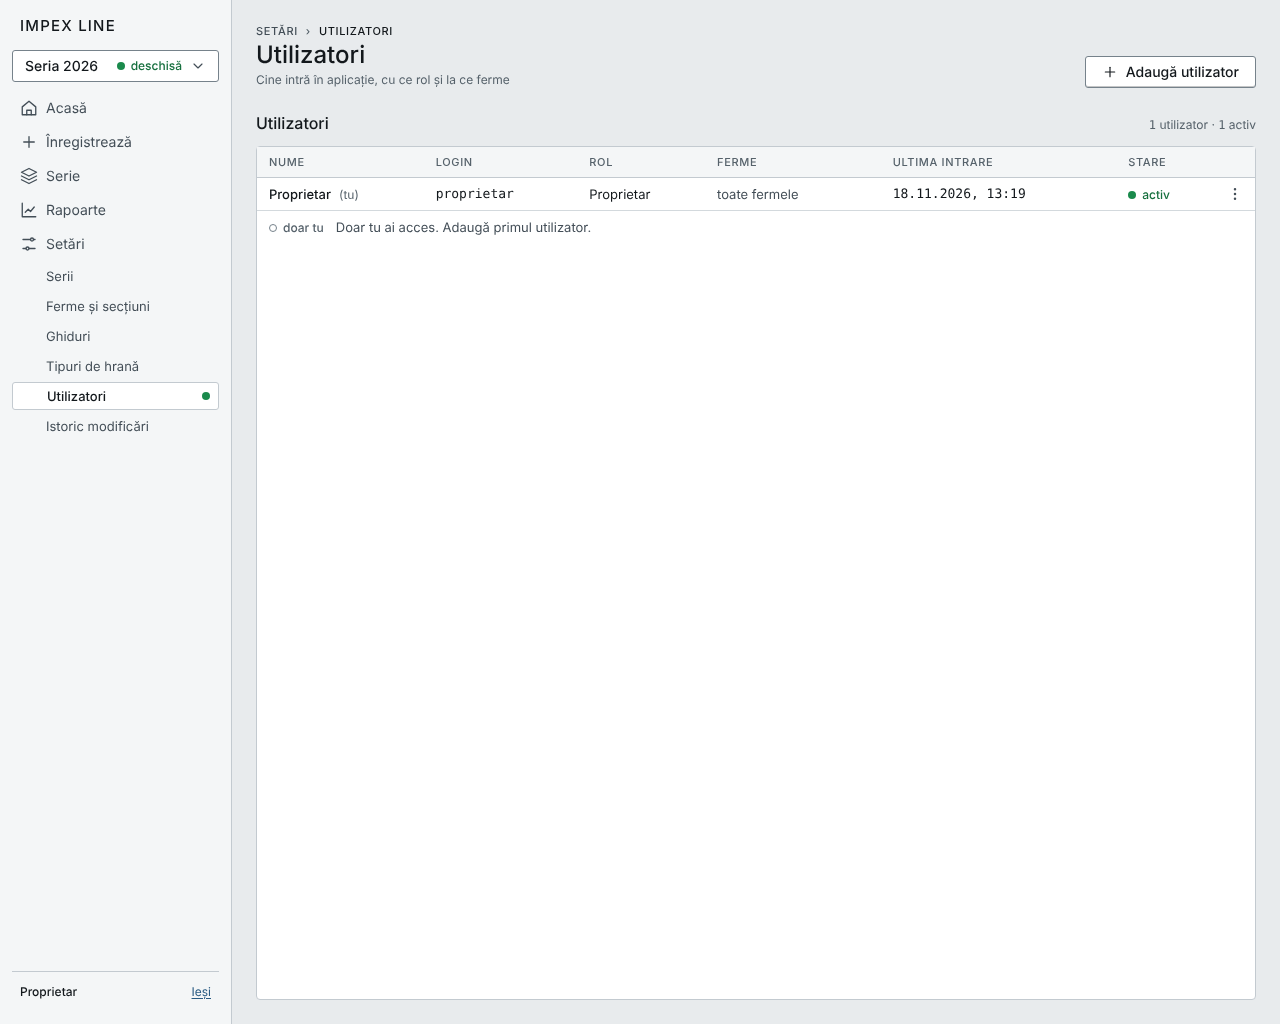 IMPEX LINE
Seria 2026 deschisă
Acasă
Înregistrează
Serie
Rapoarte
Setări
Serii
Ferme și secțiuni
Ghiduri
Tipuri de hrană
Utilizatori
Istoric modificări
Proprietar Ieși
SETĂRI › UTILIZATORI
Utilizatori
Cine intră în aplicație, cu ce rol și la ce ferme
Adaugă utilizator
Utilizatori
1 utilizator · 1 activ
NUME LOGIN ROL FERME ULTIMA INTRARE STARE
Proprietar (tu) proprietar Proprietar toate fermele 18.11.2026, 13:19 activ
doar tu Doar tu ai acces. Adaugă primul utilizator.